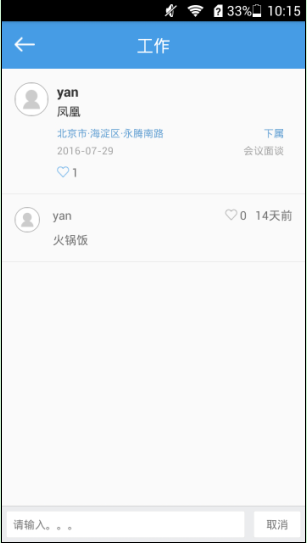 33% 10:15
工作
yan
凤凰
北京市·海淀区·永腾南路 下属
2016-07-29 会议面谈
1
yan 0 14天前
火锅饭
请输入。。。 取消